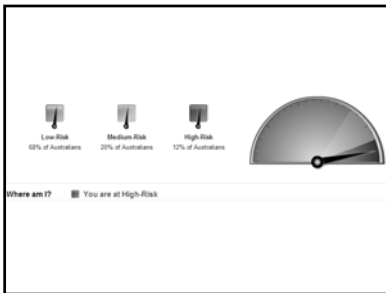 Low-Risk Medium-Risk High-Risk
68% of Australians 20% of Australians 12% of Australians
Where am I? You are at High-Risk